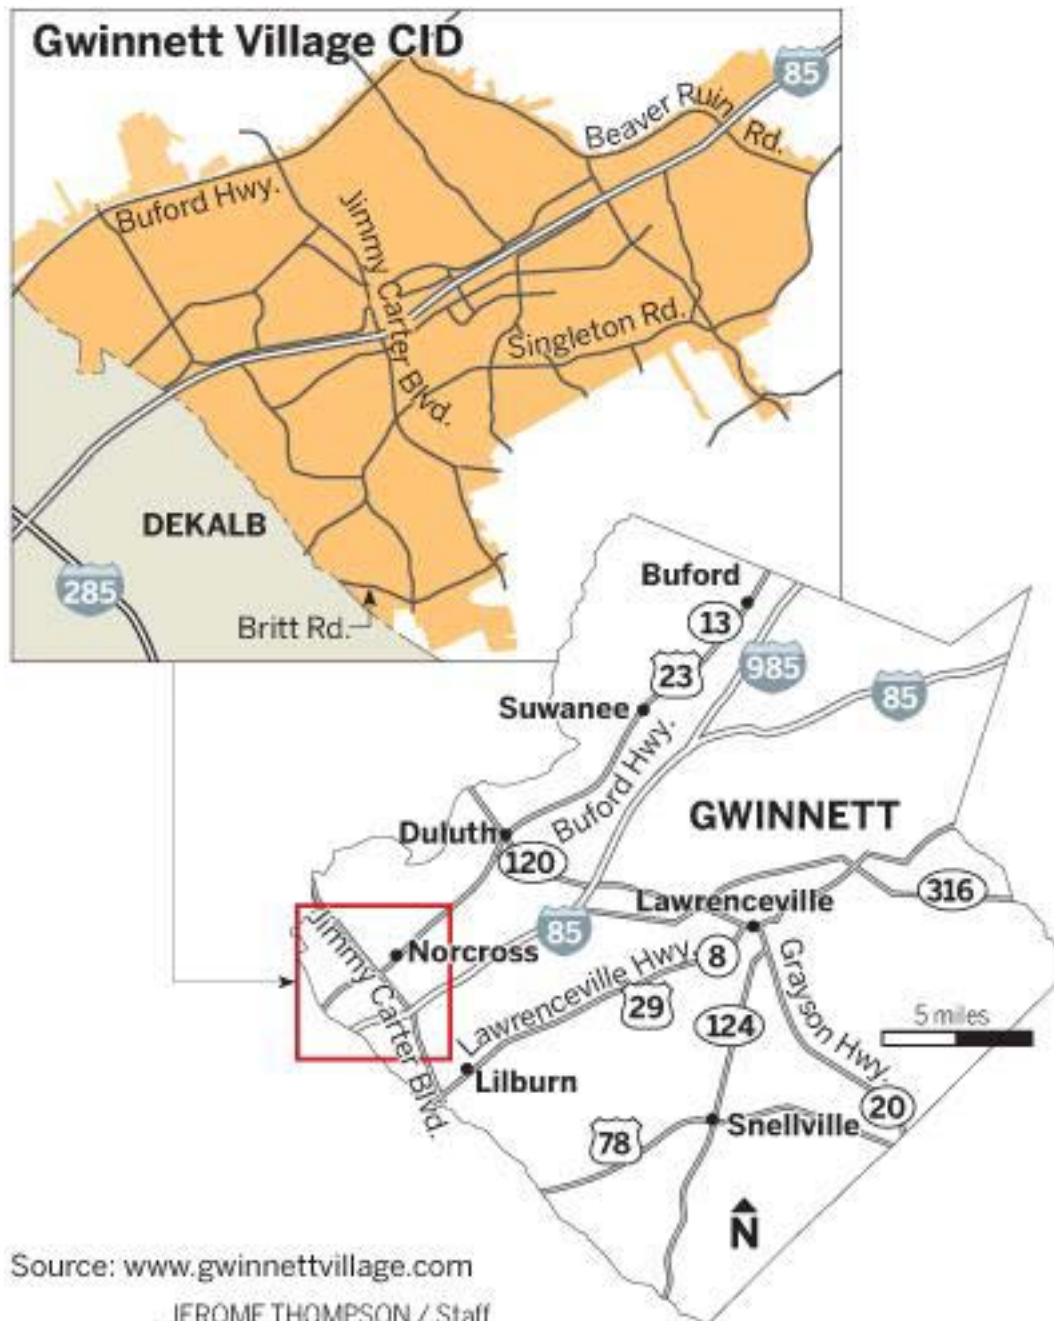 Gwinnett Village CID
85
Beaver Ruin Rd.
Buford Hwy.
Jimmy Carter Blvd.
Singleton Rd.
DEKALB
285
Britt Rd.
Buford
13
985
23
85
Suwanee
Buford Hwy.
GWINNETT
Duluth
120
316
Lawrenceville
85
Jimmy Carter Blvd.
Norcross
Lawrenceville Hwy.
8
29
124
Grayson Hwy.
5 miles
Lilburn
20
Snellville
78
N
Source: www.gwinnettvillage.com
JEROME THOMPSON / Staff